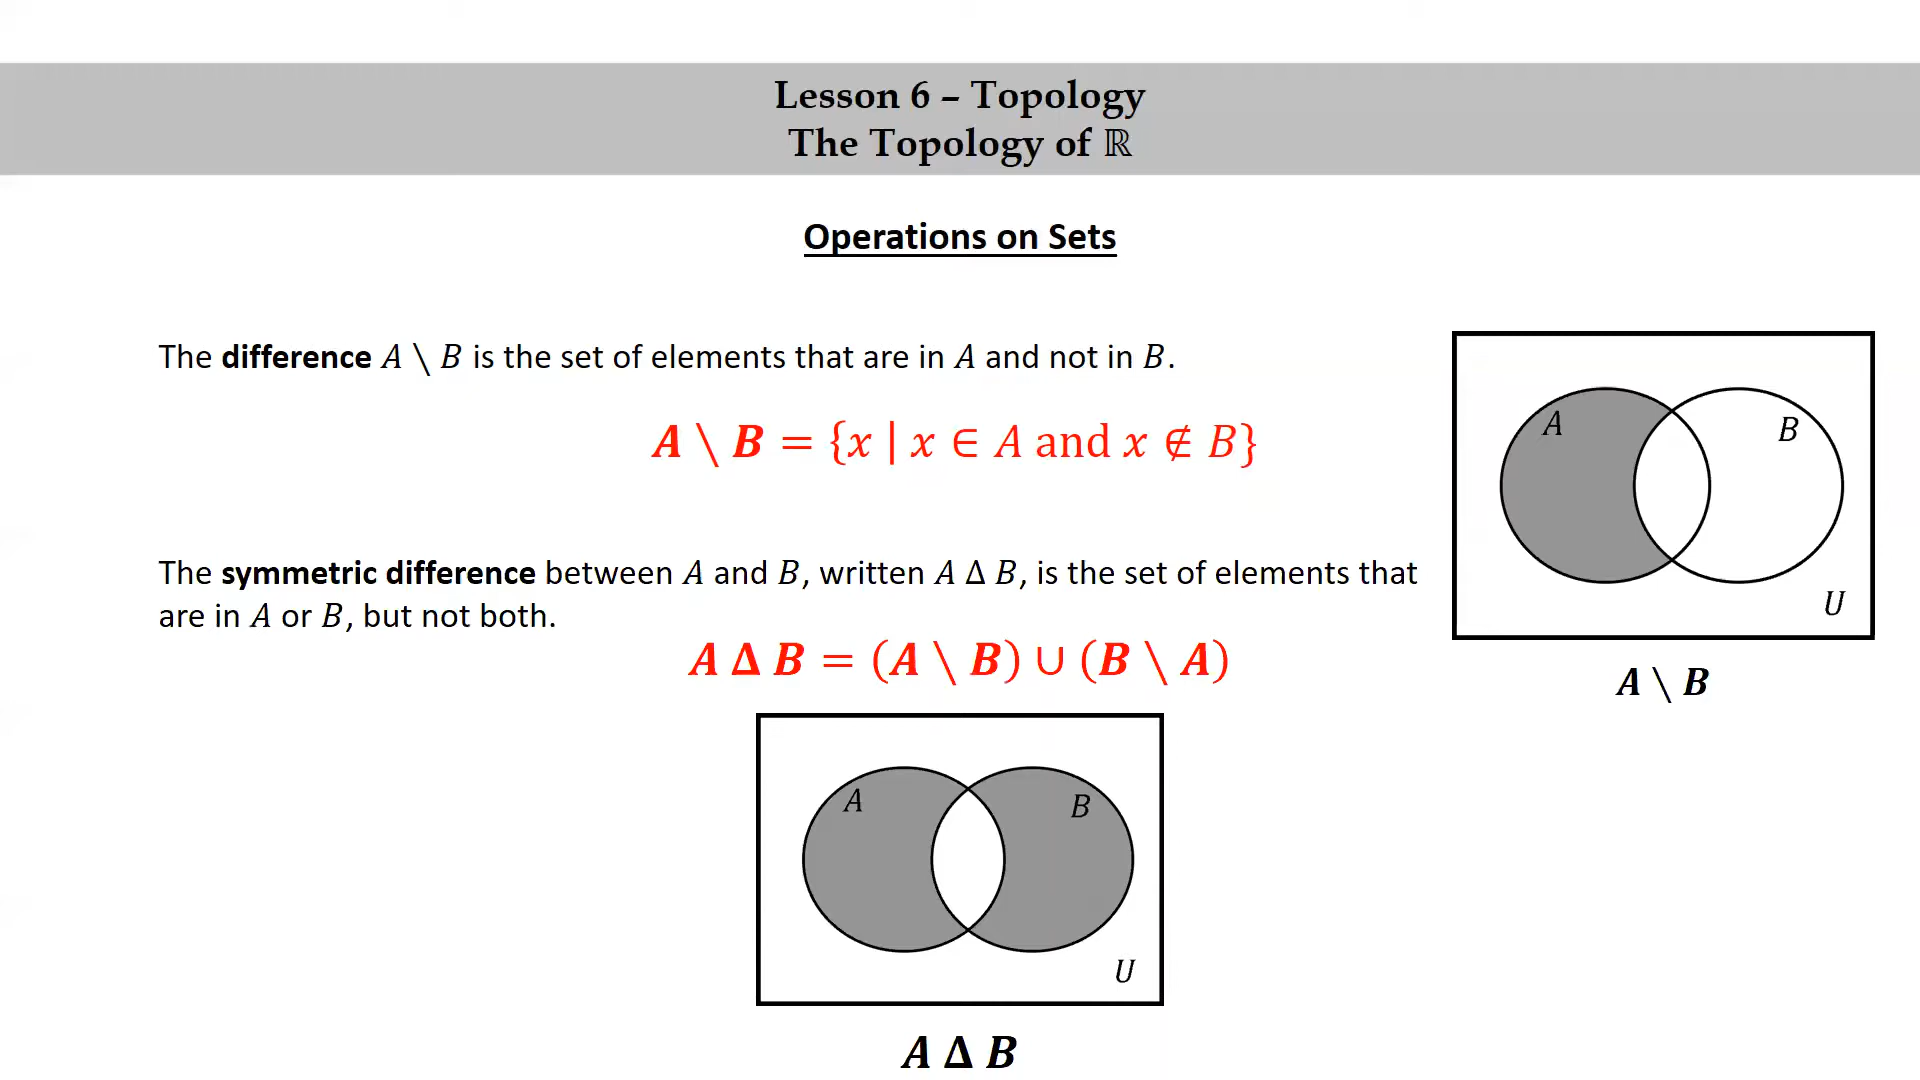 Lesson 6 – Topology
The Topology of ℝ
Operations on Sets
The difference A \ B is the set of elements that are in A and not in B.
A \ B = {x | x ∈ A and x ∉ B}
A
B
U
A \ B
The symmetric difference between A and B, written A Δ B, is the set of elements that
are in A or B, but not both.
A Δ B = (A \ B) ∪ (B \ A)
A
B
U
A Δ B